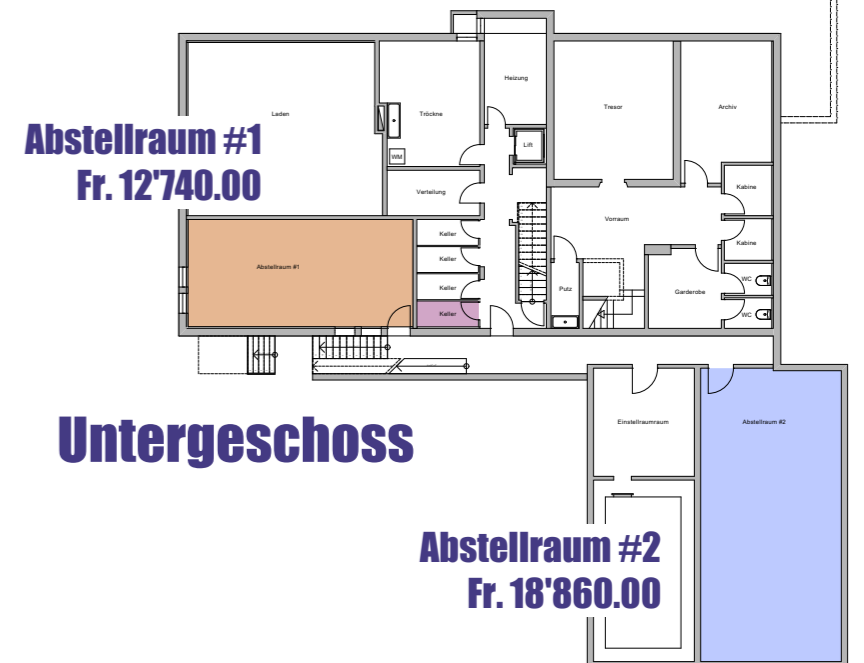 Heizung
Laden
Tröckne
Tresor
Archiv
Abstellraum #1
Fr. 12'740.00
Lift
WM
Verteilung
Kabine
Vorraum
Keller
Kabine
Keller
Abstellraum #1
WC
Keller
Putz
Garderobe
Keller
WC
Untergeschoss
Einstellraumraum
Abstellraum #2
Abstellraum #2
Fr. 18'860.00